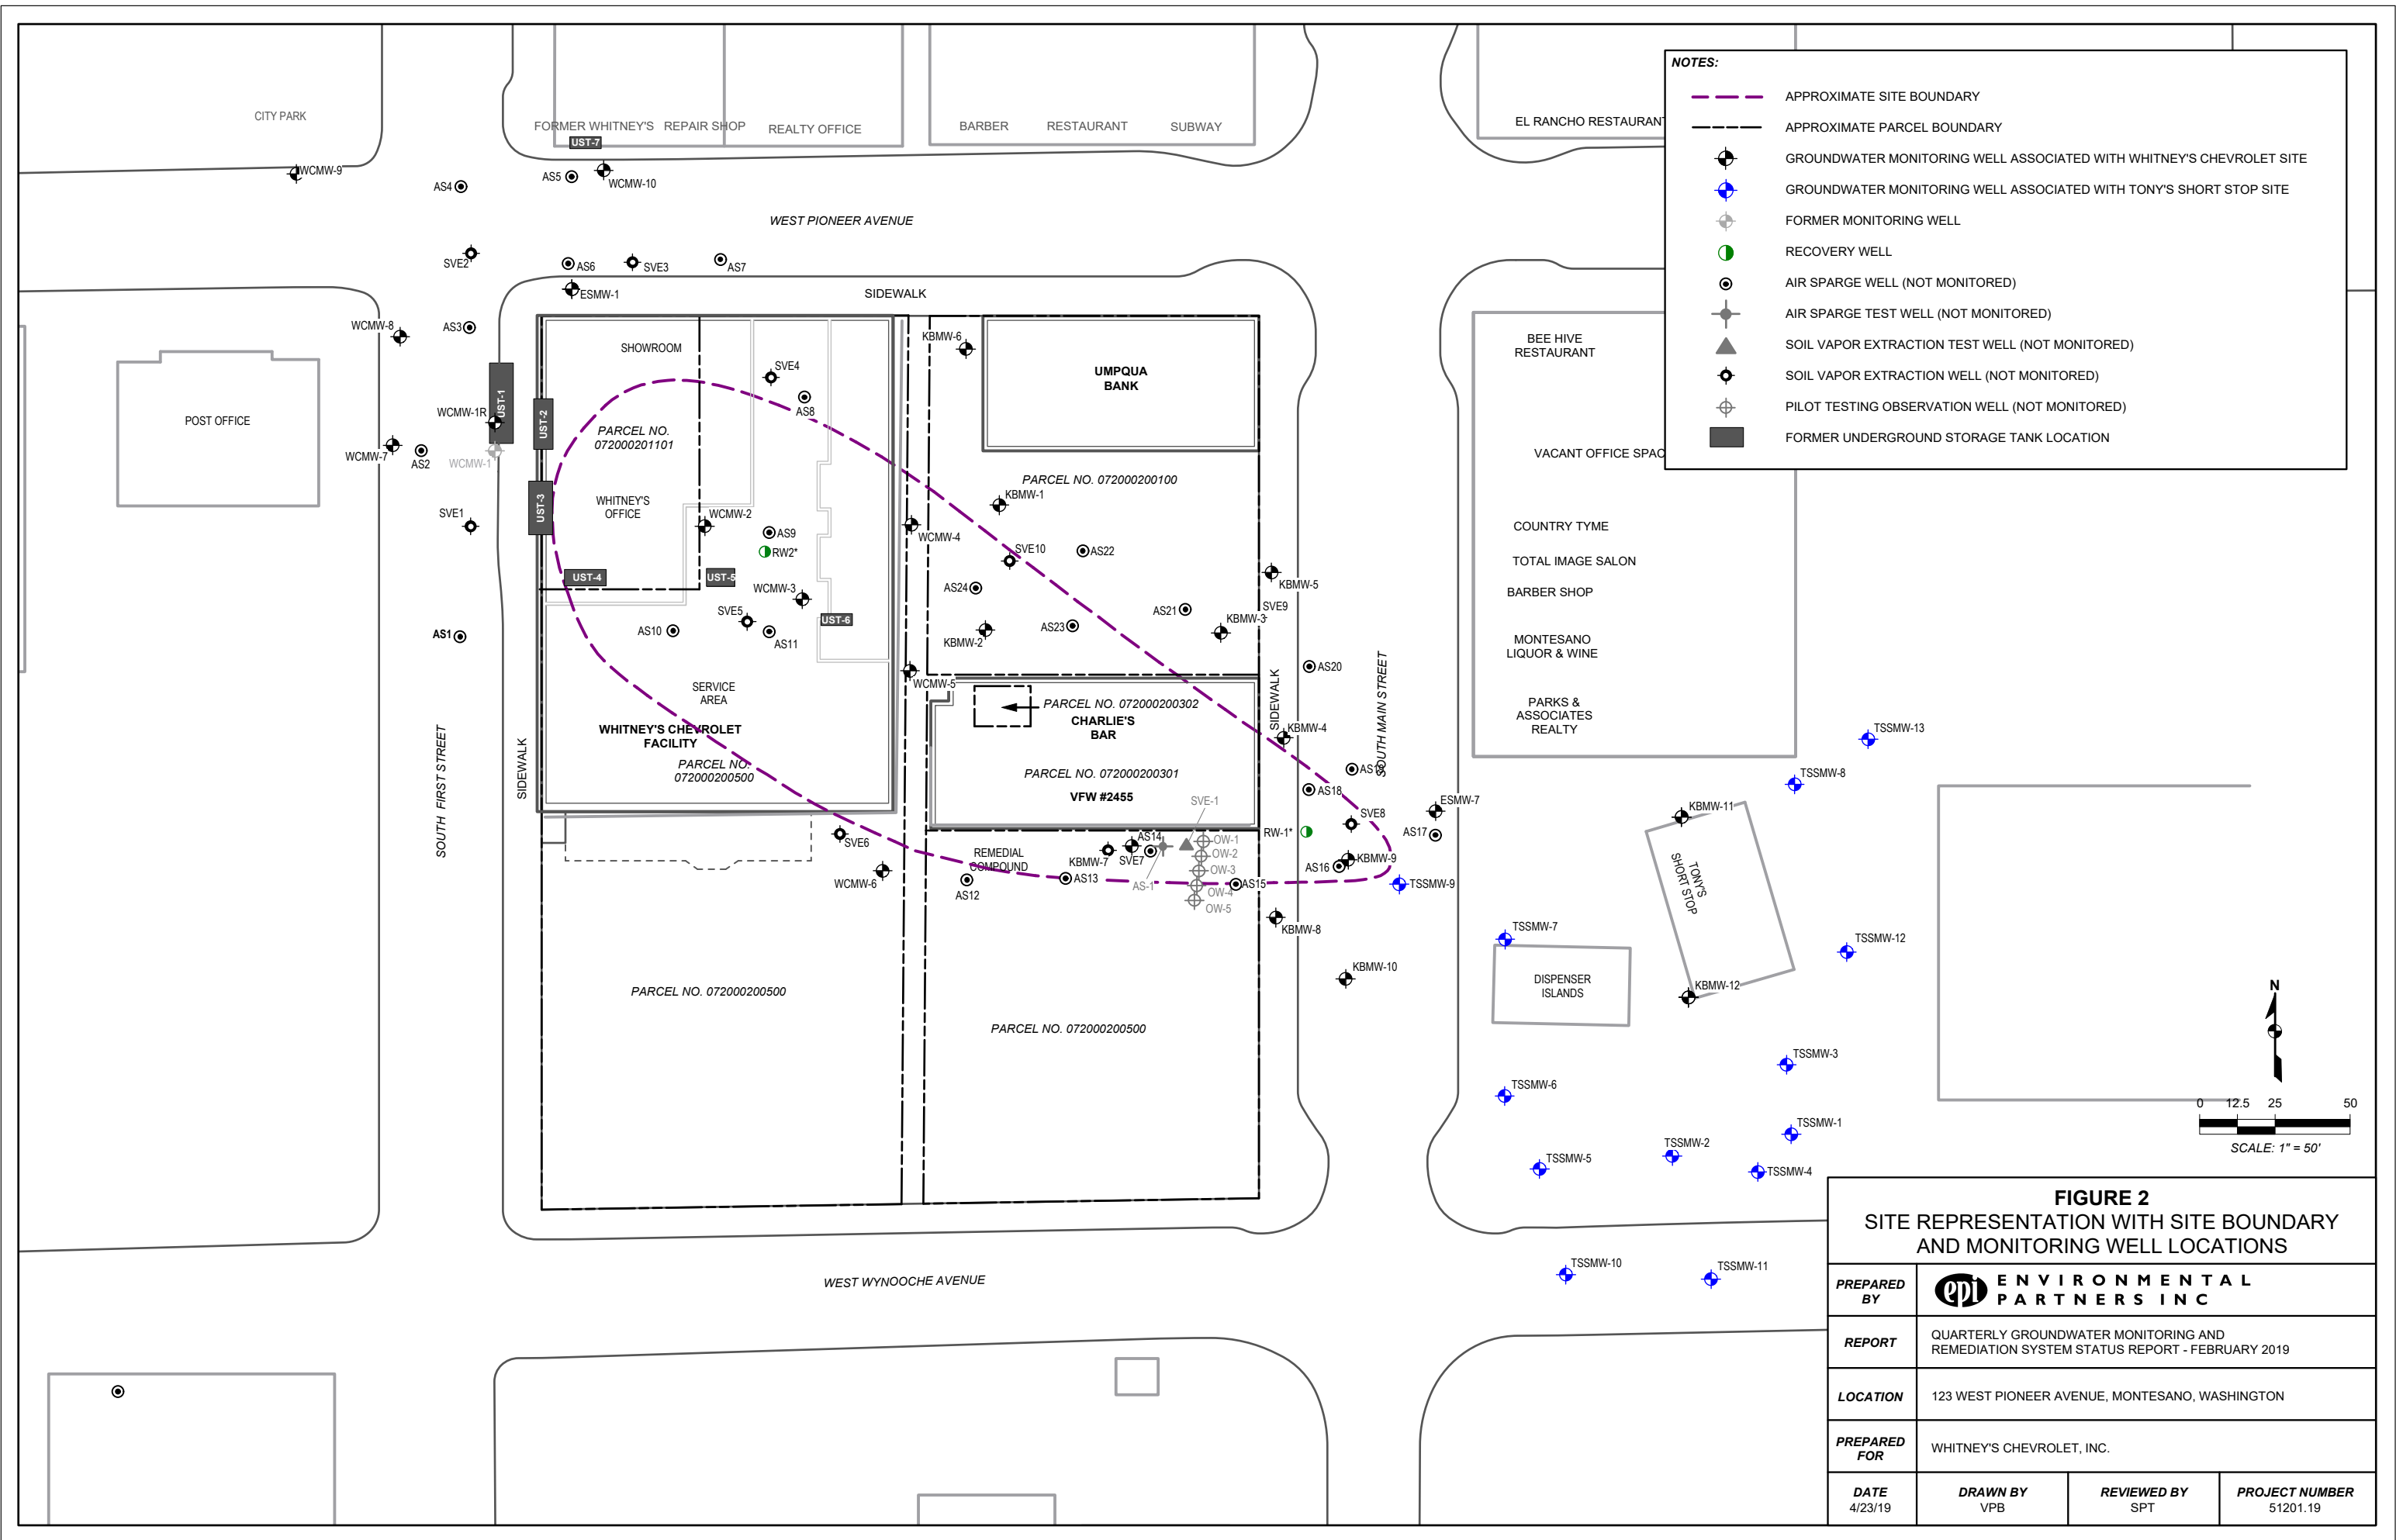 CITY PARK
FORMER WHITNEY'S REPAIR SHOP
REALTY OFFICE
BARBER
RESTAURANT
SUBWAY
EL RANCHO RESTAURANT
UST-7
WCMW-9
AS4
AS5
WCMW-10
WEST PIONEER AVENUE
SVE2
AS6
SVE3
AS7
ESMW-1
SIDEWALK
WCMW-8
AS3
SHOWROOM
KBMW-6
SVE4
AS8
UMPQUA
BANK
BEE HIVE
RESTAURANT
POST OFFICE
WCMW-1R
UST-1
UST-2
PARCEL NO.
072000201101
WCMW-7
AS2
WCMW-1
VACANT OFFICE SPAC
PARCEL NO. 072000200100
SVE1
UST-3
WHITNEY'S
OFFICE
WCMW-2
AS9
RW2*
KBMW-1
WCMW-4
SVE10
AS22
COUNTRY TYME
TOTAL IMAGE SALON
BARBER SHOP
UST-4
UST-5
WCMW-3
AS24
KBMW-5
SVE5
UST-6
AS21
SVE9
KBMW-3
AS1
AS10
AS11
KBMW-2
AS23
MONTESANO
LIQUOR & WINE
AS20
WCMW-5
SERVICE
AREA
PARCEL NO. 072000200302
CHARLIE'S
BAR
SIDEWALK
SOUTH MAIN STREET
PARKS &
ASSOCIATES
REALTY
WHITNEY'S CHEVROLET
FACILITY
KBMW-4
TSSMW-13
SOUTH FIRST STREET
SIDEWALK
PARCEL NO.
072000200500
PARCEL NO. 072000200301
VFW #2455
AS19
AS18
TSSMW-8
SVE-1
SVE8
ESMW-7
KBMW-11
RW-1*
AS17
SVE6
AS14
OW-1
REMEDIAL
COMPOUND
KBMW-7
SVE7
OW-2
AS16
KBMW-9
WCMW-6
AS12
AS13
AS-1
OW-3
OW-4
OW-5
AS15
TSSMW-9
TONY'S
SHORT STOP
KBMW-8
TSSMW-7
TSSMW-12
KBMW-10
DISPENSER
ISLANDS
KBMW-12
PARCEL NO. 072000200500
PARCEL NO. 072000200500
TSSMW-3
TSSMW-6
TSSMW-1
TSSMW-2
TSSMW-5
TSSMW-4
TSSMW-10
TSSMW-11
WEST WYNOOCHE AVENUE
NOTES:
APPROXIMATE SITE BOUNDARY
APPROXIMATE PARCEL BOUNDARY
GROUNDWATER MONITORING WELL ASSOCIATED WITH WHITNEY'S CHEVROLET SITE
GROUNDWATER MONITORING WELL ASSOCIATED WITH TONY'S SHORT STOP SITE
FORMER MONITORING WELL
RECOVERY WELL
AIR SPARGE WELL (NOT MONITORED)
AIR SPARGE TEST WELL (NOT MONITORED)
SOIL VAPOR EXTRACTION TEST WELL (NOT MONITORED)
SOIL VAPOR EXTRACTION WELL (NOT MONITORED)
PILOT TESTING OBSERVATION WELL (NOT MONITORED)
FORMER UNDERGROUND STORAGE TANK LOCATION
N
0 12.5 25 50
SCALE: 1" = 50'
FIGURE 2
SITE REPRESENTATION WITH SITE BOUNDARY
AND MONITORING WELL LOCATIONS
PREPARED
BY
epi ENVIRONMENTAL
PARTNERS INC
REPORT
QUARTERLY GROUNDWATER MONITORING AND
REMEDIATION SYSTEM STATUS REPORT - FEBRUARY 2019
LOCATION
123 WEST PIONEER AVENUE, MONTESANO, WASHINGTON
PREPARED
FOR
WHITNEY'S CHEVROLET, INC.
DATE
4/23/19
DRAWN BY
VPB
REVIEWED BY
SPT
PROJECT NUMBER
51201.19